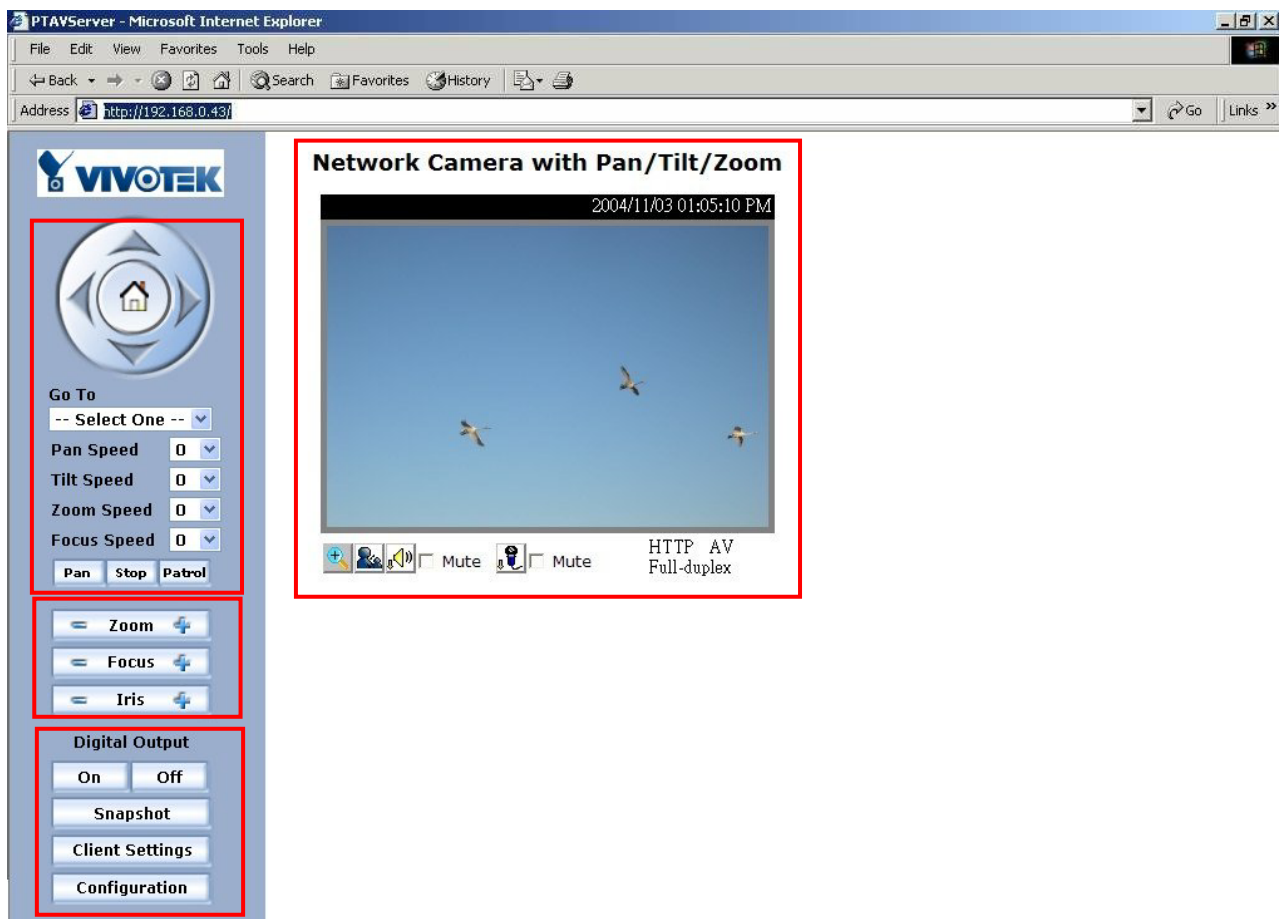 PTAVServer - Microsoft Internet Explorer
File Edit View Favorites Tools Help
Back Search Favorites History
Address http://192.168.0.43/ Go Links »
VIVOTEK
Go To
-- Select One --
Pan Speed 0
Tilt Speed 0
Zoom Speed 0
Focus Speed 0
Pan Stop Patrol
Zoom
Focus
Iris
Digital Output
On Off
Snapshot
Client Settings
Configuration
Network Camera with Pan/Tilt/Zoom
2004/11/03 01:05:10 PM
Mute Mute HTTP AV
Full-duplex